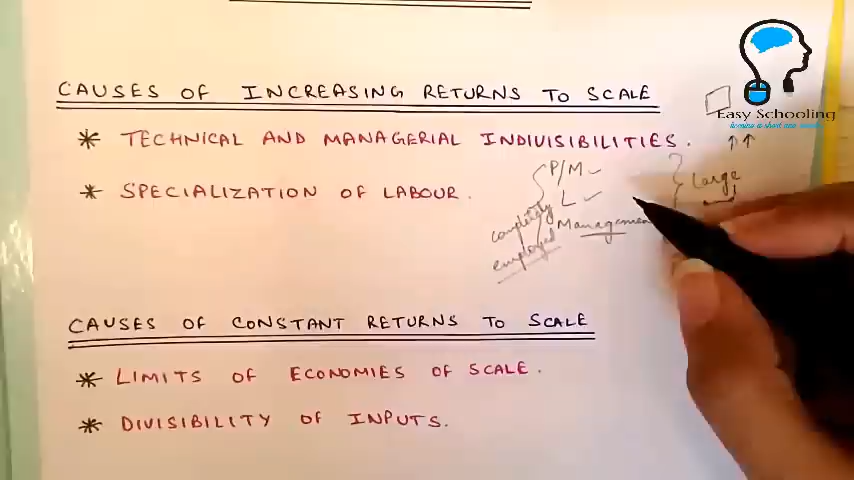 Easy Schooling
CAUSES OF INCREASING RETURNS TO SCALE
* TECHNICAL AND MANAGERIAL INDIVISIBILITIES.
P/M
Large
* SPECIALIZATION OF LABOUR.
L
Management
completely
employed
CAUSES OF CONSTANT RETURNS TO SCALE
* LIMITS OF ECONOMIES OF SCALE.
* DIVISIBILITY OF INPUTS.